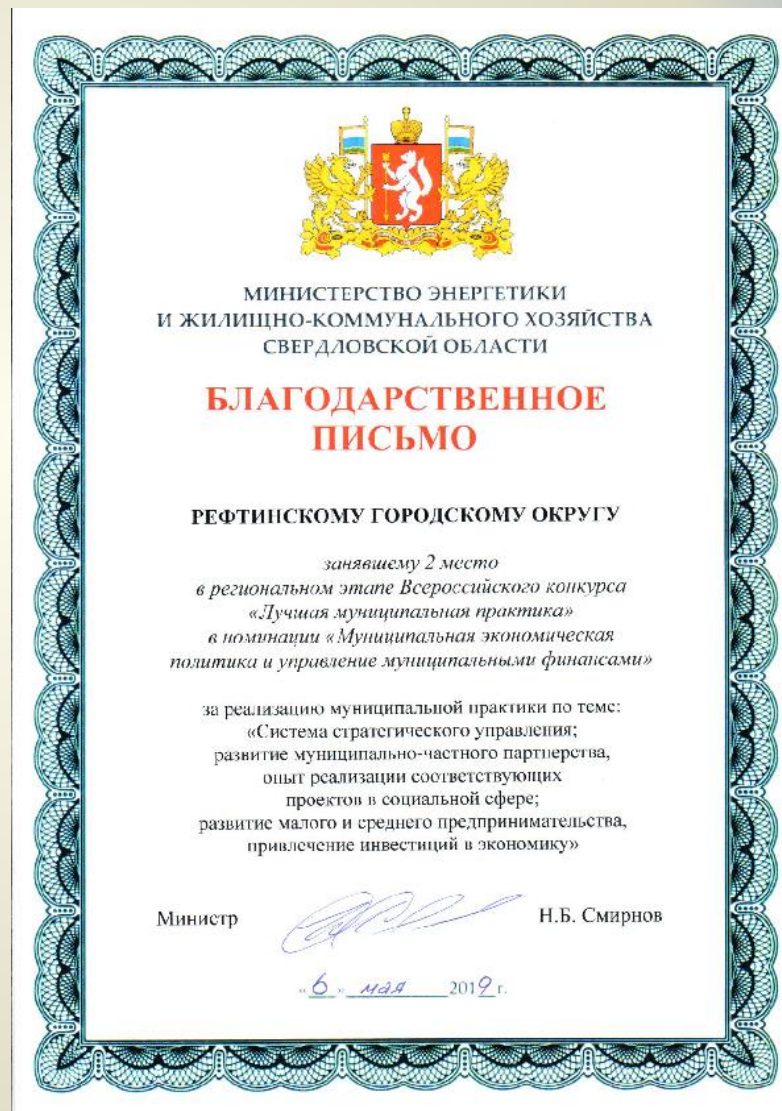 МИНИСТЕРСТВО ЭНЕРГЕТИКИ
И ЖИЛИЩНО-КОММУНАЛЬНОГО ХОЗЯЙСТВА
СВЕРДЛОВСКОЙ ОБЛАСТИ
БЛАГОДАРСТВЕННОЕ
ПИСЬМО
РЕФТИНСКОМУ ГОРОДСКОМУ ОКРУГУ
занявшему 2 место
в региональном этапе Всероссийского конкурса
«Лучшая муниципальная практика»
в номинации «Муниципальная экономическая
политика и управление муниципальными финансами»
за реализацию муниципальной практики по теме:
«Система стратегического управления;
развитие муниципально-частного партнерства,
опыт реализации соответствующих
проектов в социальной сфере;
развитие малого и среднего предпринимательства,
привлечение инвестиций в экономику»
Министр Н.Б. Смирнов
«6» мая 2019 г.